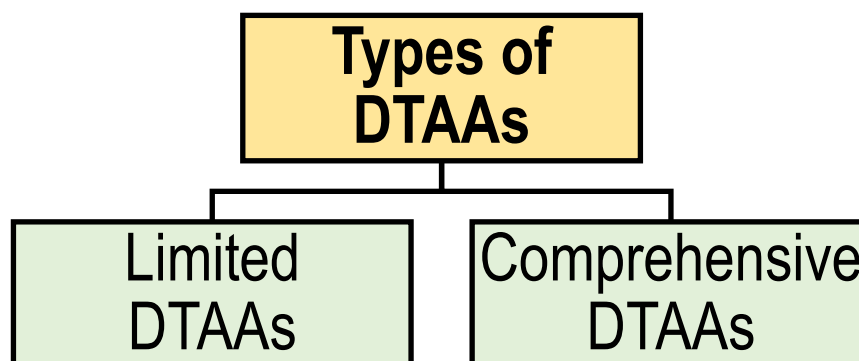 Types of
DTAAs
Limited
DTAAs
Comprehensive
DTAAs